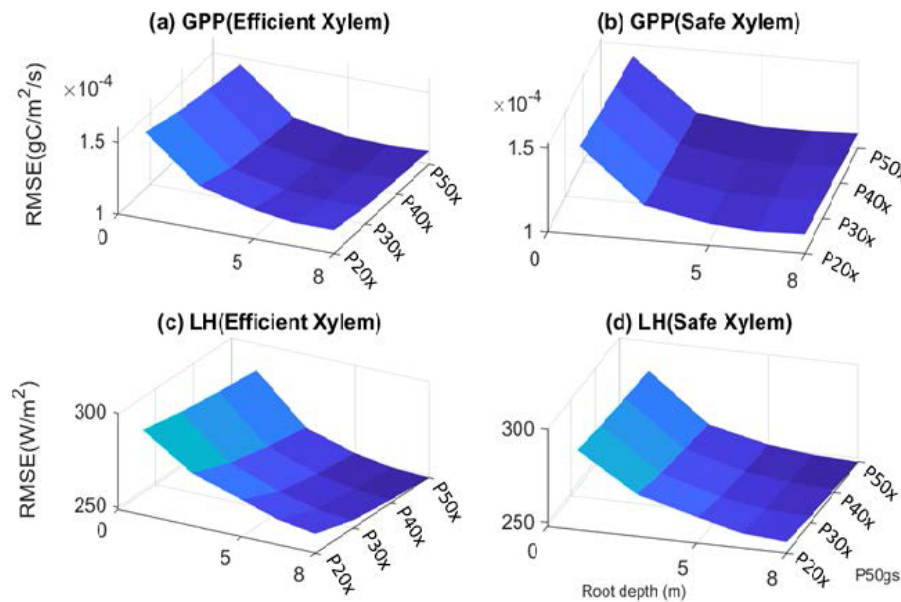 (a) GPP(Efficient Xylem)
(b) GPP(Safe Xylem)
RMSE(gC/m²/s)
×10⁻⁴
1.5
1
0
5
8
P20x
P30x
P40x
P50x
×10⁻⁴
1.5
1
0
5
8
P20x
P30x
P40x
P50x
(c) LH(Efficient Xylem)
(d) LH(Safe Xylem)
RMSE(W/m²)
300
250
0
5
8
P20x
P30x
P40x
P50x
300
250
0
5
8
P20x
P30x
P40x
P50x
P50gs
Root depth (m)